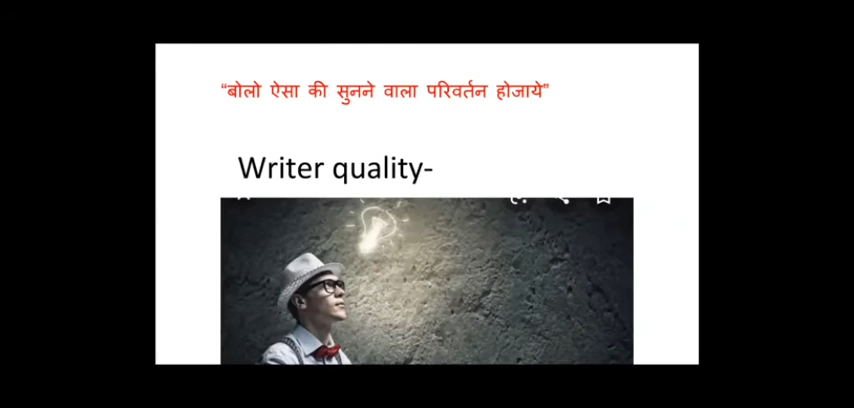 “बोलो ऐसा की सुनने वाला परिवर्तन होजाये”
Writer quality-